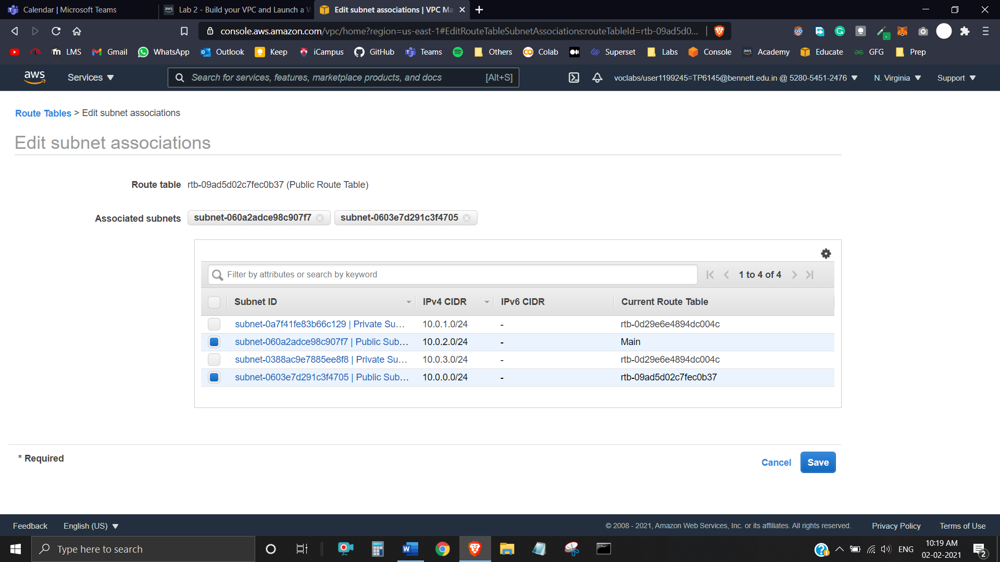 Calendar | Microsoft Teams
Lab 2 - Build your VPC and Launch a W
Edit subnet associations | VPC Ma
console.aws.amazon.com/vpc/home?region=us-east-1#EditRouteTableSubnetAssociations:routeTableId=rtb-09ad5d0...
LMS Gmail WhatsApp Outlook Keep iCampus GitHub Teams Others Colab Superset Labs Console Academy Educate GFG Prep
aws Services Search for services, features, marketplace products, and docs [Alt+S] voclabs/user1199245=TP6145@bennett.edu.in @ 5280-5451-2476 N. Virginia Support
Route Tables > Edit subnet associations
Edit subnet associations
Route table rtb-09ad5d02c7fec0b37 (Public Route Table)
Associated subnets subnet-060a2adce98c907f7 subnet-0603e7d291c3f4705
Filter by attributes or search by keyword 1 to 4 of 4
Subnet ID IPv4 CIDR IPv6 CIDR Current Route Table
subnet-0a7f41fe83b66c129 | Private Su... 10.0.1.0/24 - rtb-0d29e6e4894dc004c
subnet-060a2adce98c907f7 | Public Sub... 10.0.2.0/24 - Main
subnet-0388ac9e7885ee8f8 | Private Su... 10.0.3.0/24 - rtb-0d29e6e4894dc004c
subnet-0603e7d291c3f4705 | Public Sub... 10.0.0.0/24 - rtb-09ad5d02c7fec0b37
* Required
Cancel Save
Feedback English (US) © 2008 - 2021, Amazon Web Services, Inc. or its affiliates. All rights reserved. Privacy Policy Terms of Use
Type here to search
ENG
10:19 AM
02-02-2021
2